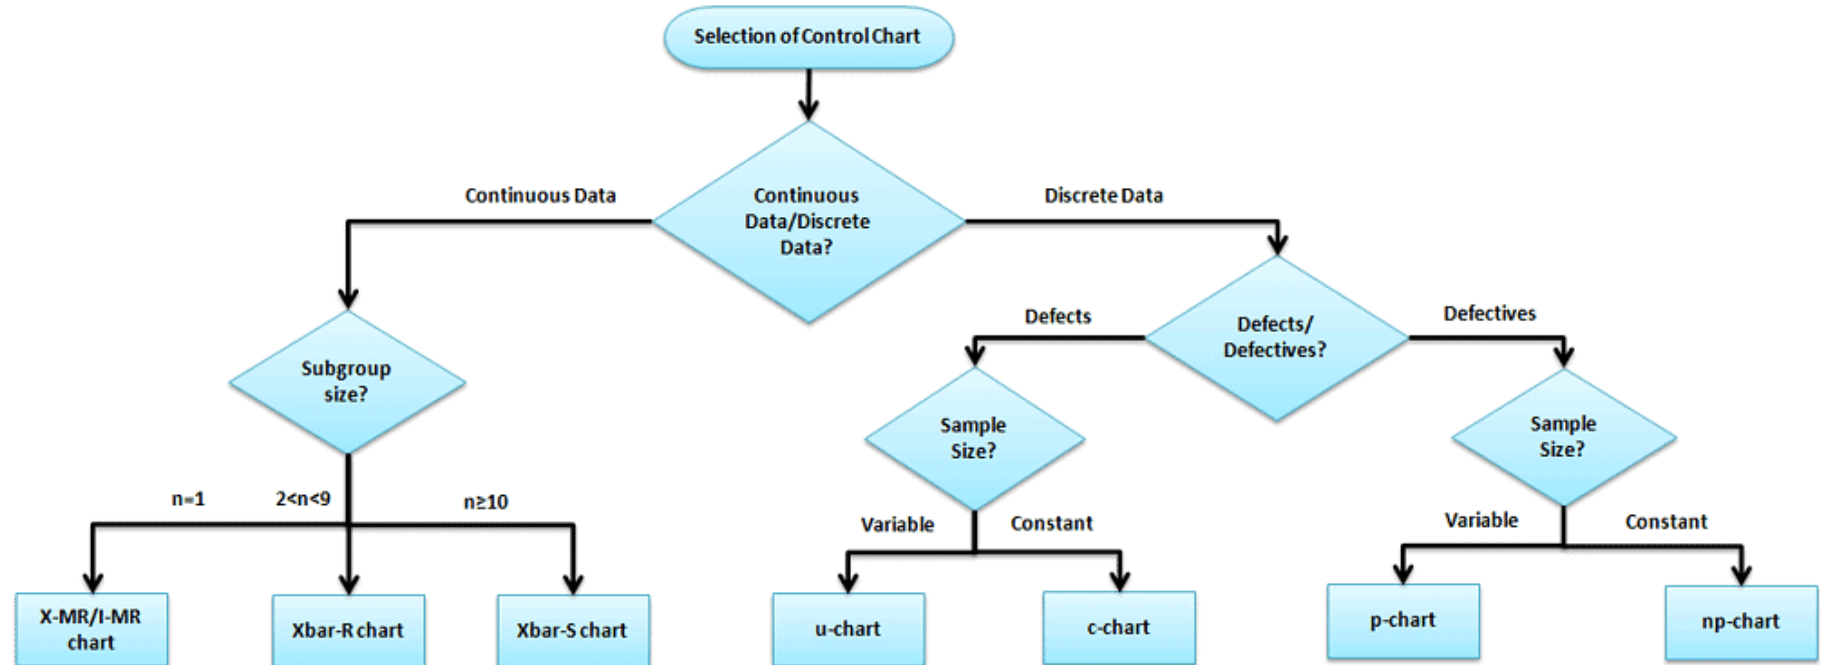 Selection of Control Chart
Continuous Data
Continuous
Data/Discrete
Data?
Discrete Data
Defects
Defects/
Defectives?
Defectives
Subgroup
size?
Sample
Size?
Sample
Size?
n=1
2<n<9
n≥10
Variable
Constant
Variable
Constant
X-MR/I-MR
chart
Xbar-R chart
Xbar-S chart
u-chart
c-chart
p-chart
np-chart